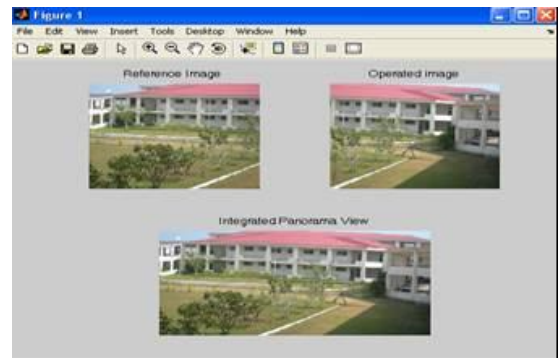 Figure 1
File Edit View Insert Tools Desktop Window Help
Reference Image
Operated image
Integrated Panorama View